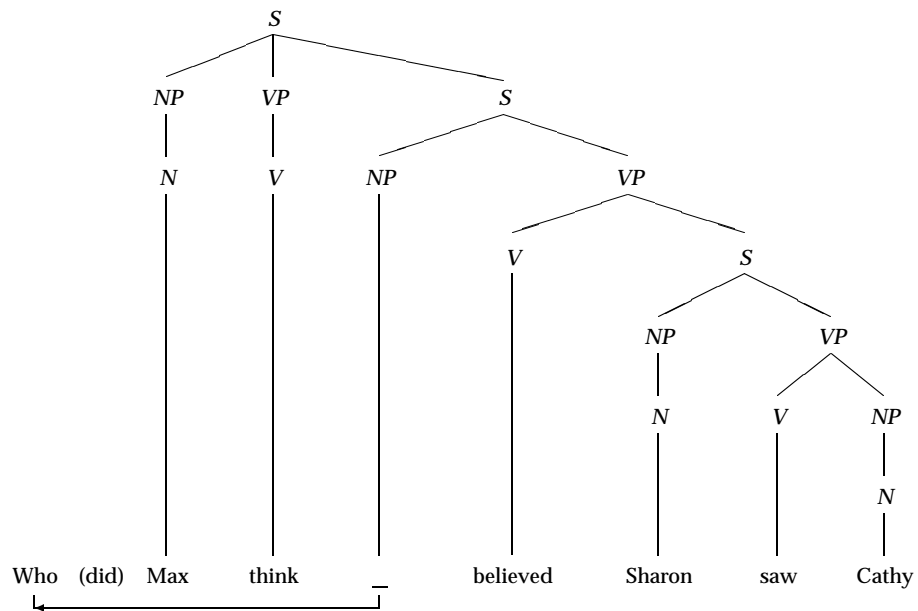 S
NP VP S
N V NP VP
V S
NP VP
N V NP
N
Who (did) Max think _ believed Sharon saw Cathy